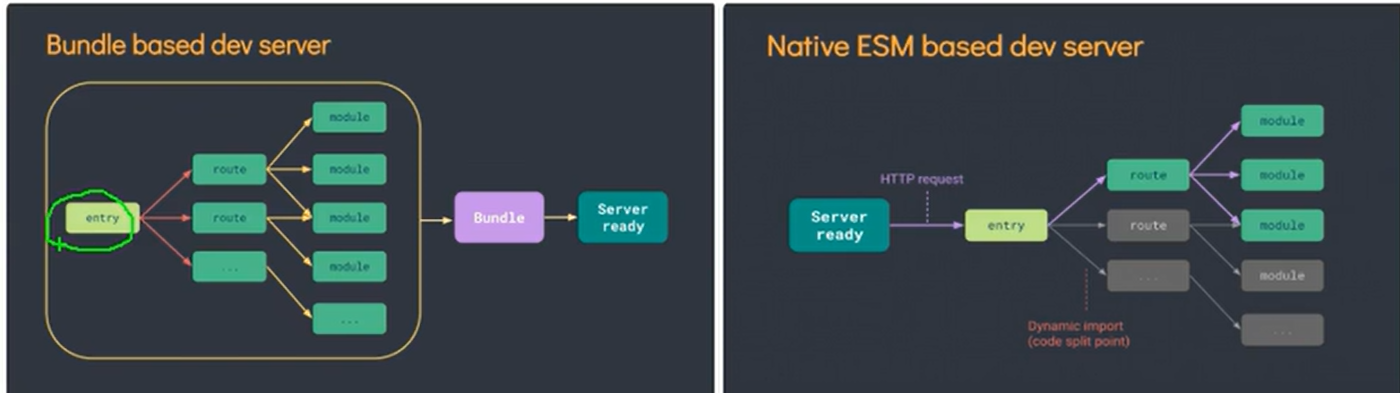 Bundle based dev server
module
route
module
entry
route
module
Bundle
Server
ready
...
module
...
Native ESM based dev server
module
HTTP request
route
module
Server
ready
entry
route
module
...
module
Dynamic import
(code split point)
...